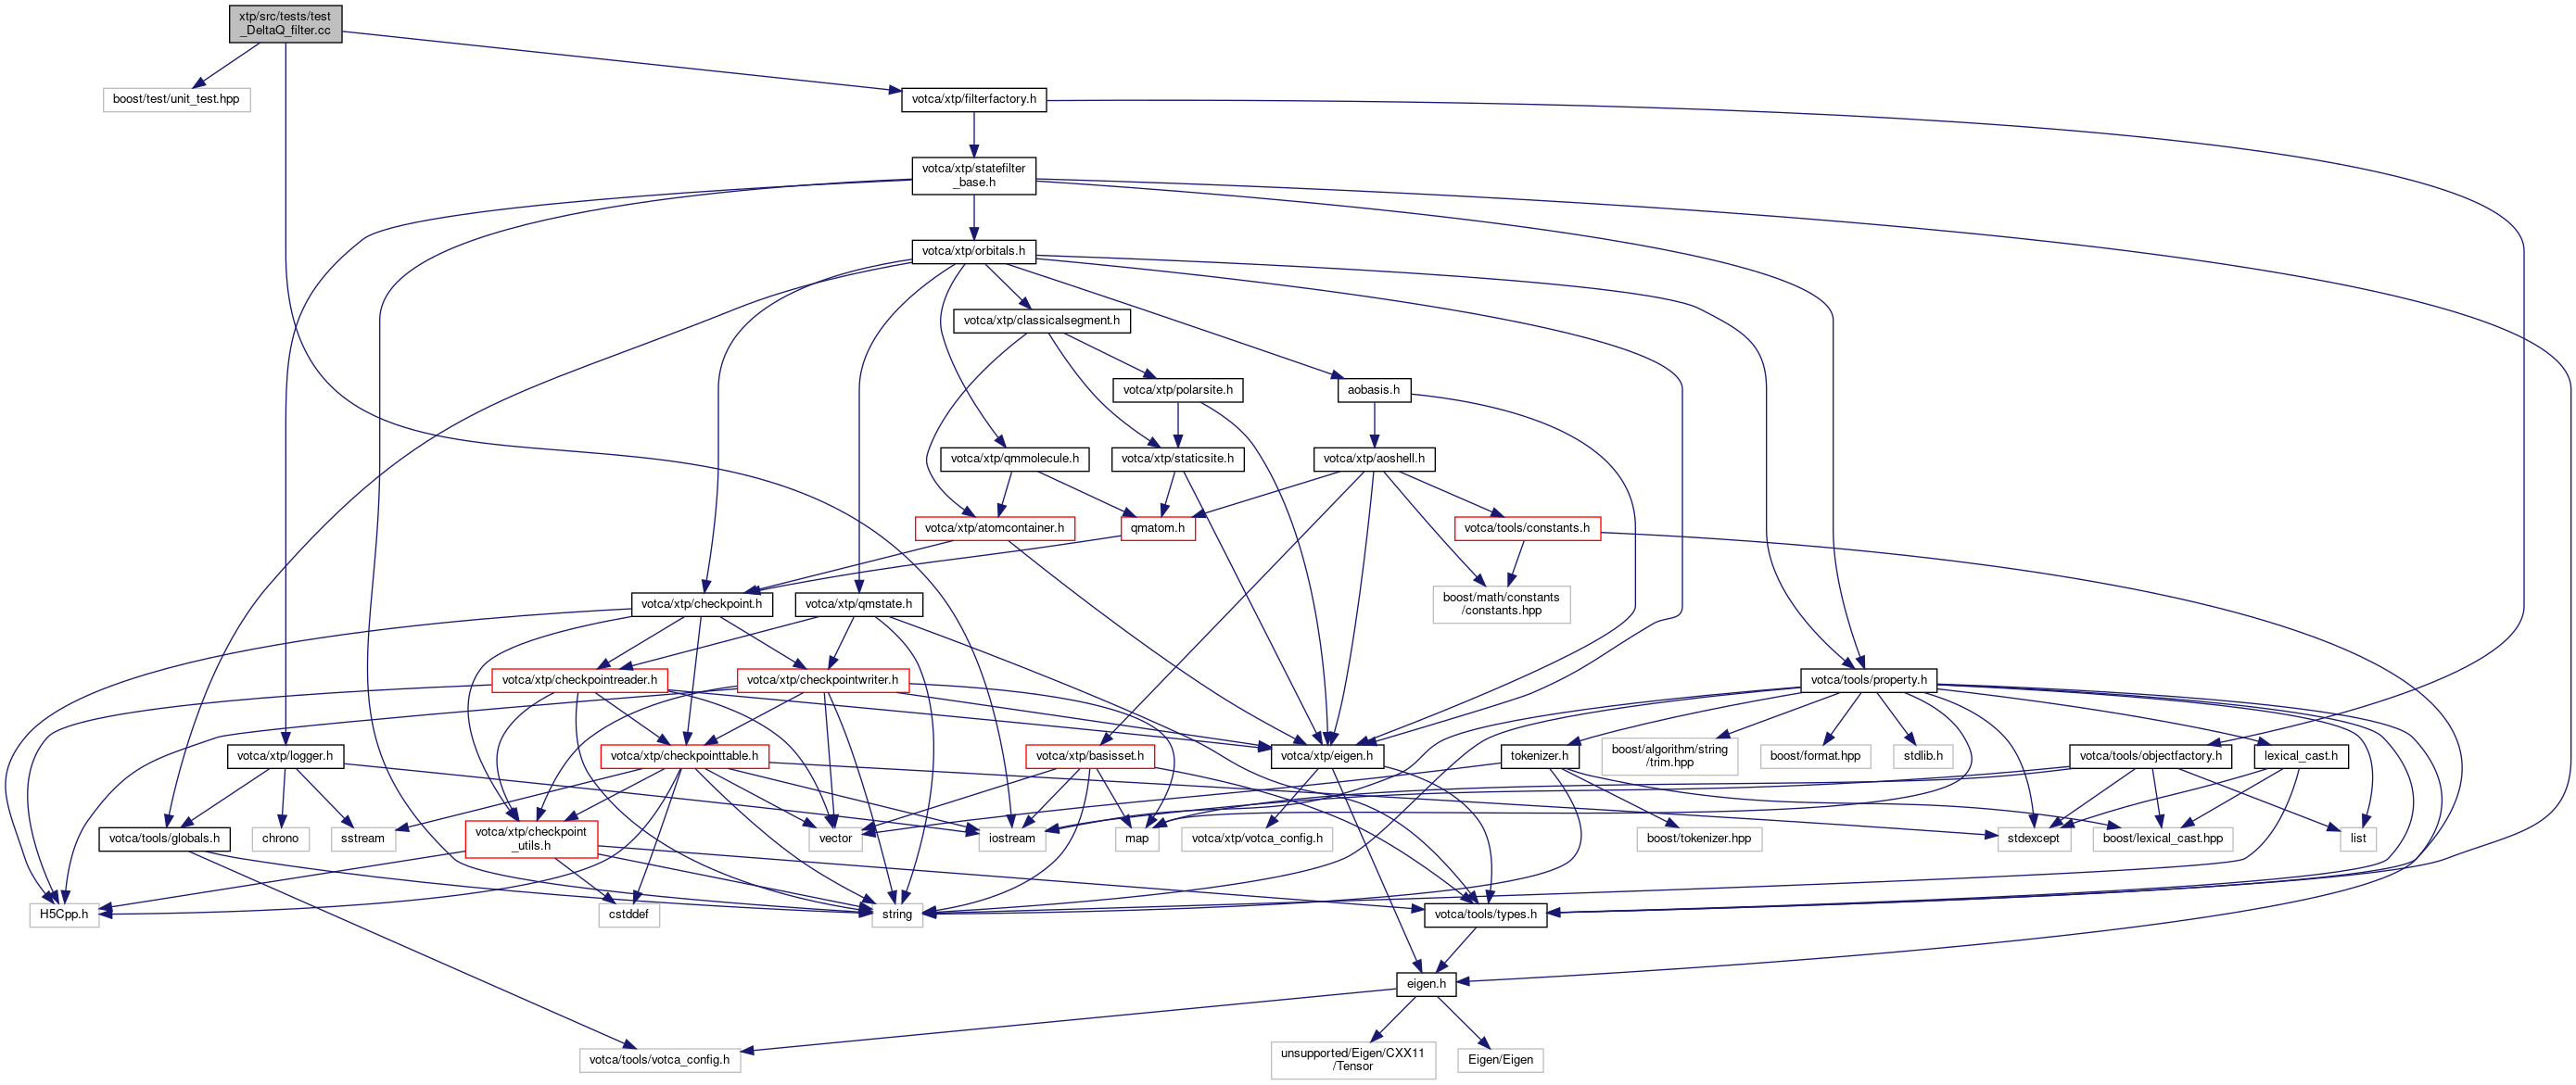 xtp/src/tests/test
_DeltaQ_filter.cc
boost/test/unit_test.hpp
votca/xtp/filterfactory.h
votca/xtp/statefilter
_base.h
votca/xtp/orbitals.h
votca/xtp/classicalsegment.h
votca/xtp/polarsite.h
aobasis.h
votca/xtp/qmmolecule.h
votca/xtp/staticsite.h
votca/xtp/aoshell.h
votca/xtp/atomcontainer.h
qmatom.h
votca/tools/constants.h
votca/xtp/checkpoint.h
votca/xtp/qmstate.h
boost/math/constants
/constants.hpp
votca/xtp/checkpointreader.h
votca/xtp/checkpointwriter.h
votca/tools/property.h
votca/xtp/logger.h
votca/xtp/checkpointtable.h
votca/xtp/basisset.h
votca/xtp/eigen.h
tokenizer.h
boost/algorithm/string
/trim.hpp
boost/format.hpp
stdlib.h
votca/tools/objectfactory.h
lexical_cast.h
votca/tools/globals.h
chrono
sstream
votca/xtp/checkpoint
_utils.h
vector
iostream
map
votca/xtp/votca_config.h
boost/tokenizer.hpp
stdexcept
boost/lexical_cast.hpp
list
H5Cpp.h
cstddef
string
votca/tools/types.h
eigen.h
votca/tools/votca_config.h
unsupported/Eigen/CXX11
/Tensor
Eigen/Eigen